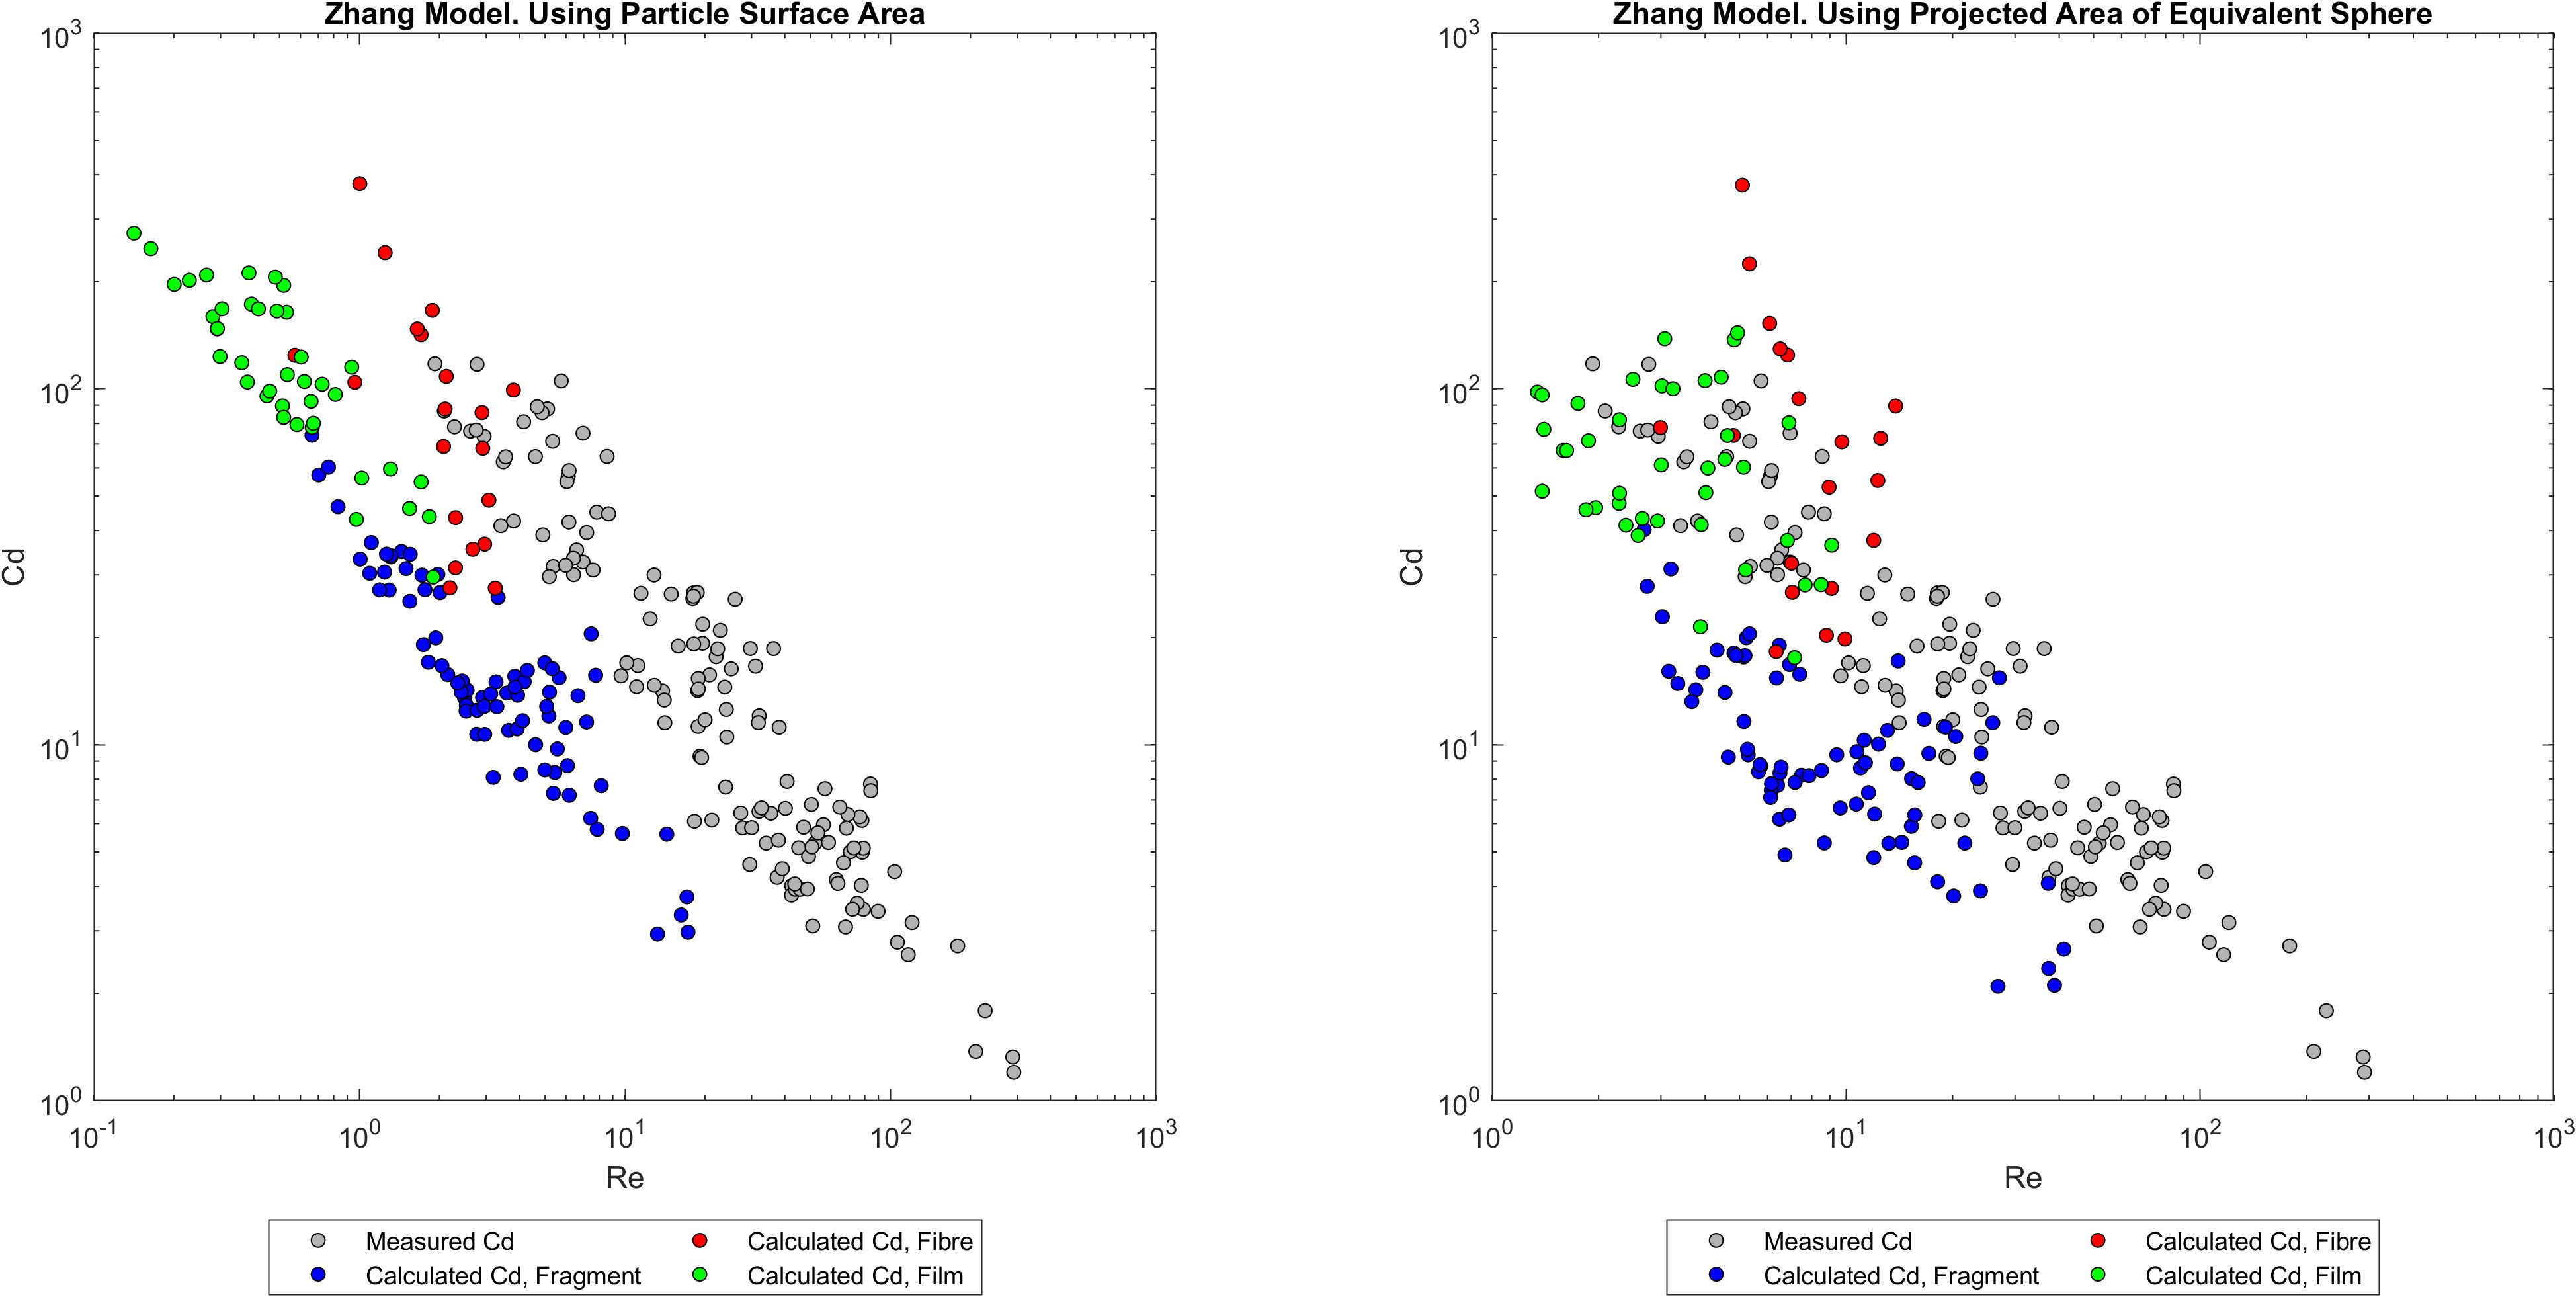 Zhang Model. Using Particle Surface Area
10^3
10^2
10^1
10^0
Cd
10^-1 10^0 10^1 10^2 10^3
Re
Measured Cd
Calculated Cd, Fibre
Calculated Cd, Fragment
Calculated Cd, Film
Zhang Model. Using Projected Area of Equivalent Sphere
10^3
10^2
10^1
10^0
Cd
10^0 10^1 10^2 10^3
Re
Measured Cd
Calculated Cd, Fibre
Calculated Cd, Fragment
Calculated Cd, Film